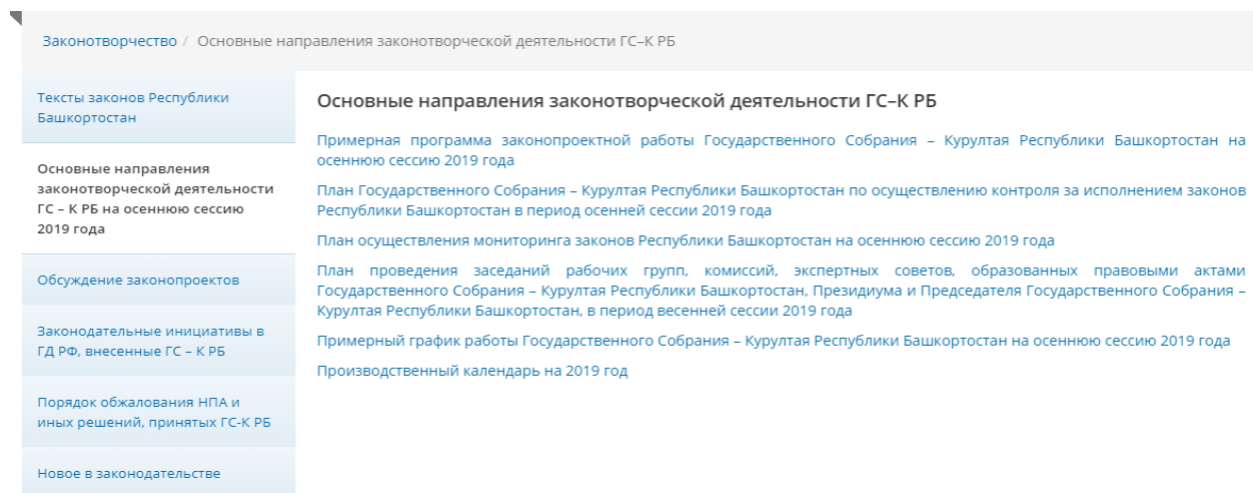 Законотворчество / Основные направления законотворческой деятельности ГС–К РБ
Тексты законов Республики
Башкортостан
Основные направления
законотворческой деятельности
ГС – К РБ на осеннюю сессию
2019 года
Обсуждение законопроектов
Законодательные инициативы в
ГД РФ, внесенные ГС – К РБ
Порядок обжалования НПА и
иных решений, принятых ГС-К РБ
Новое в законодательстве
Основные направления законотворческой деятельности ГС–К РБ
Примерная программа законопроектной работы Государственного Собрания – Курултая Республики Башкортостан на
осеннюю сессию 2019 года
План Государственного Собрания – Курултая Республики Башкортостан по осуществлению контроля за исполнением законов
Республики Башкортостан в период осенней сессии 2019 года
План осуществления мониторинга законов Республики Башкортостан на осеннюю сессию 2019 года
План проведения заседаний рабочих групп, комиссий, экспертных советов, образованных правовыми актами
Государственного Собрания – Курултая Республики Башкортостан, Президиума и Председателя Государственного Собрания –
Курултая Республики Башкортостан, в период весенней сессии 2019 года
Примерный график работы Государственного Собрания – Курултая Республики Башкортостан на осеннюю сессию 2019 года
Производственный календарь на 2019 год